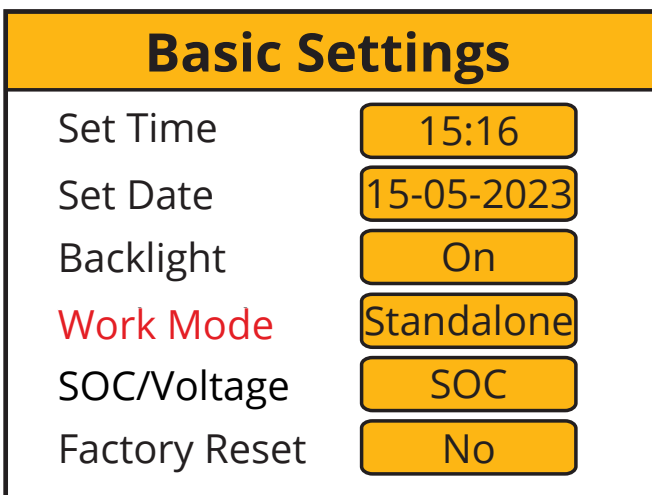 Basic Settings
Set Time 15:16
Set Date 15-05-2023
Backlight On
Work Mode Standalone
SOC/Voltage SOC
Factory Reset No